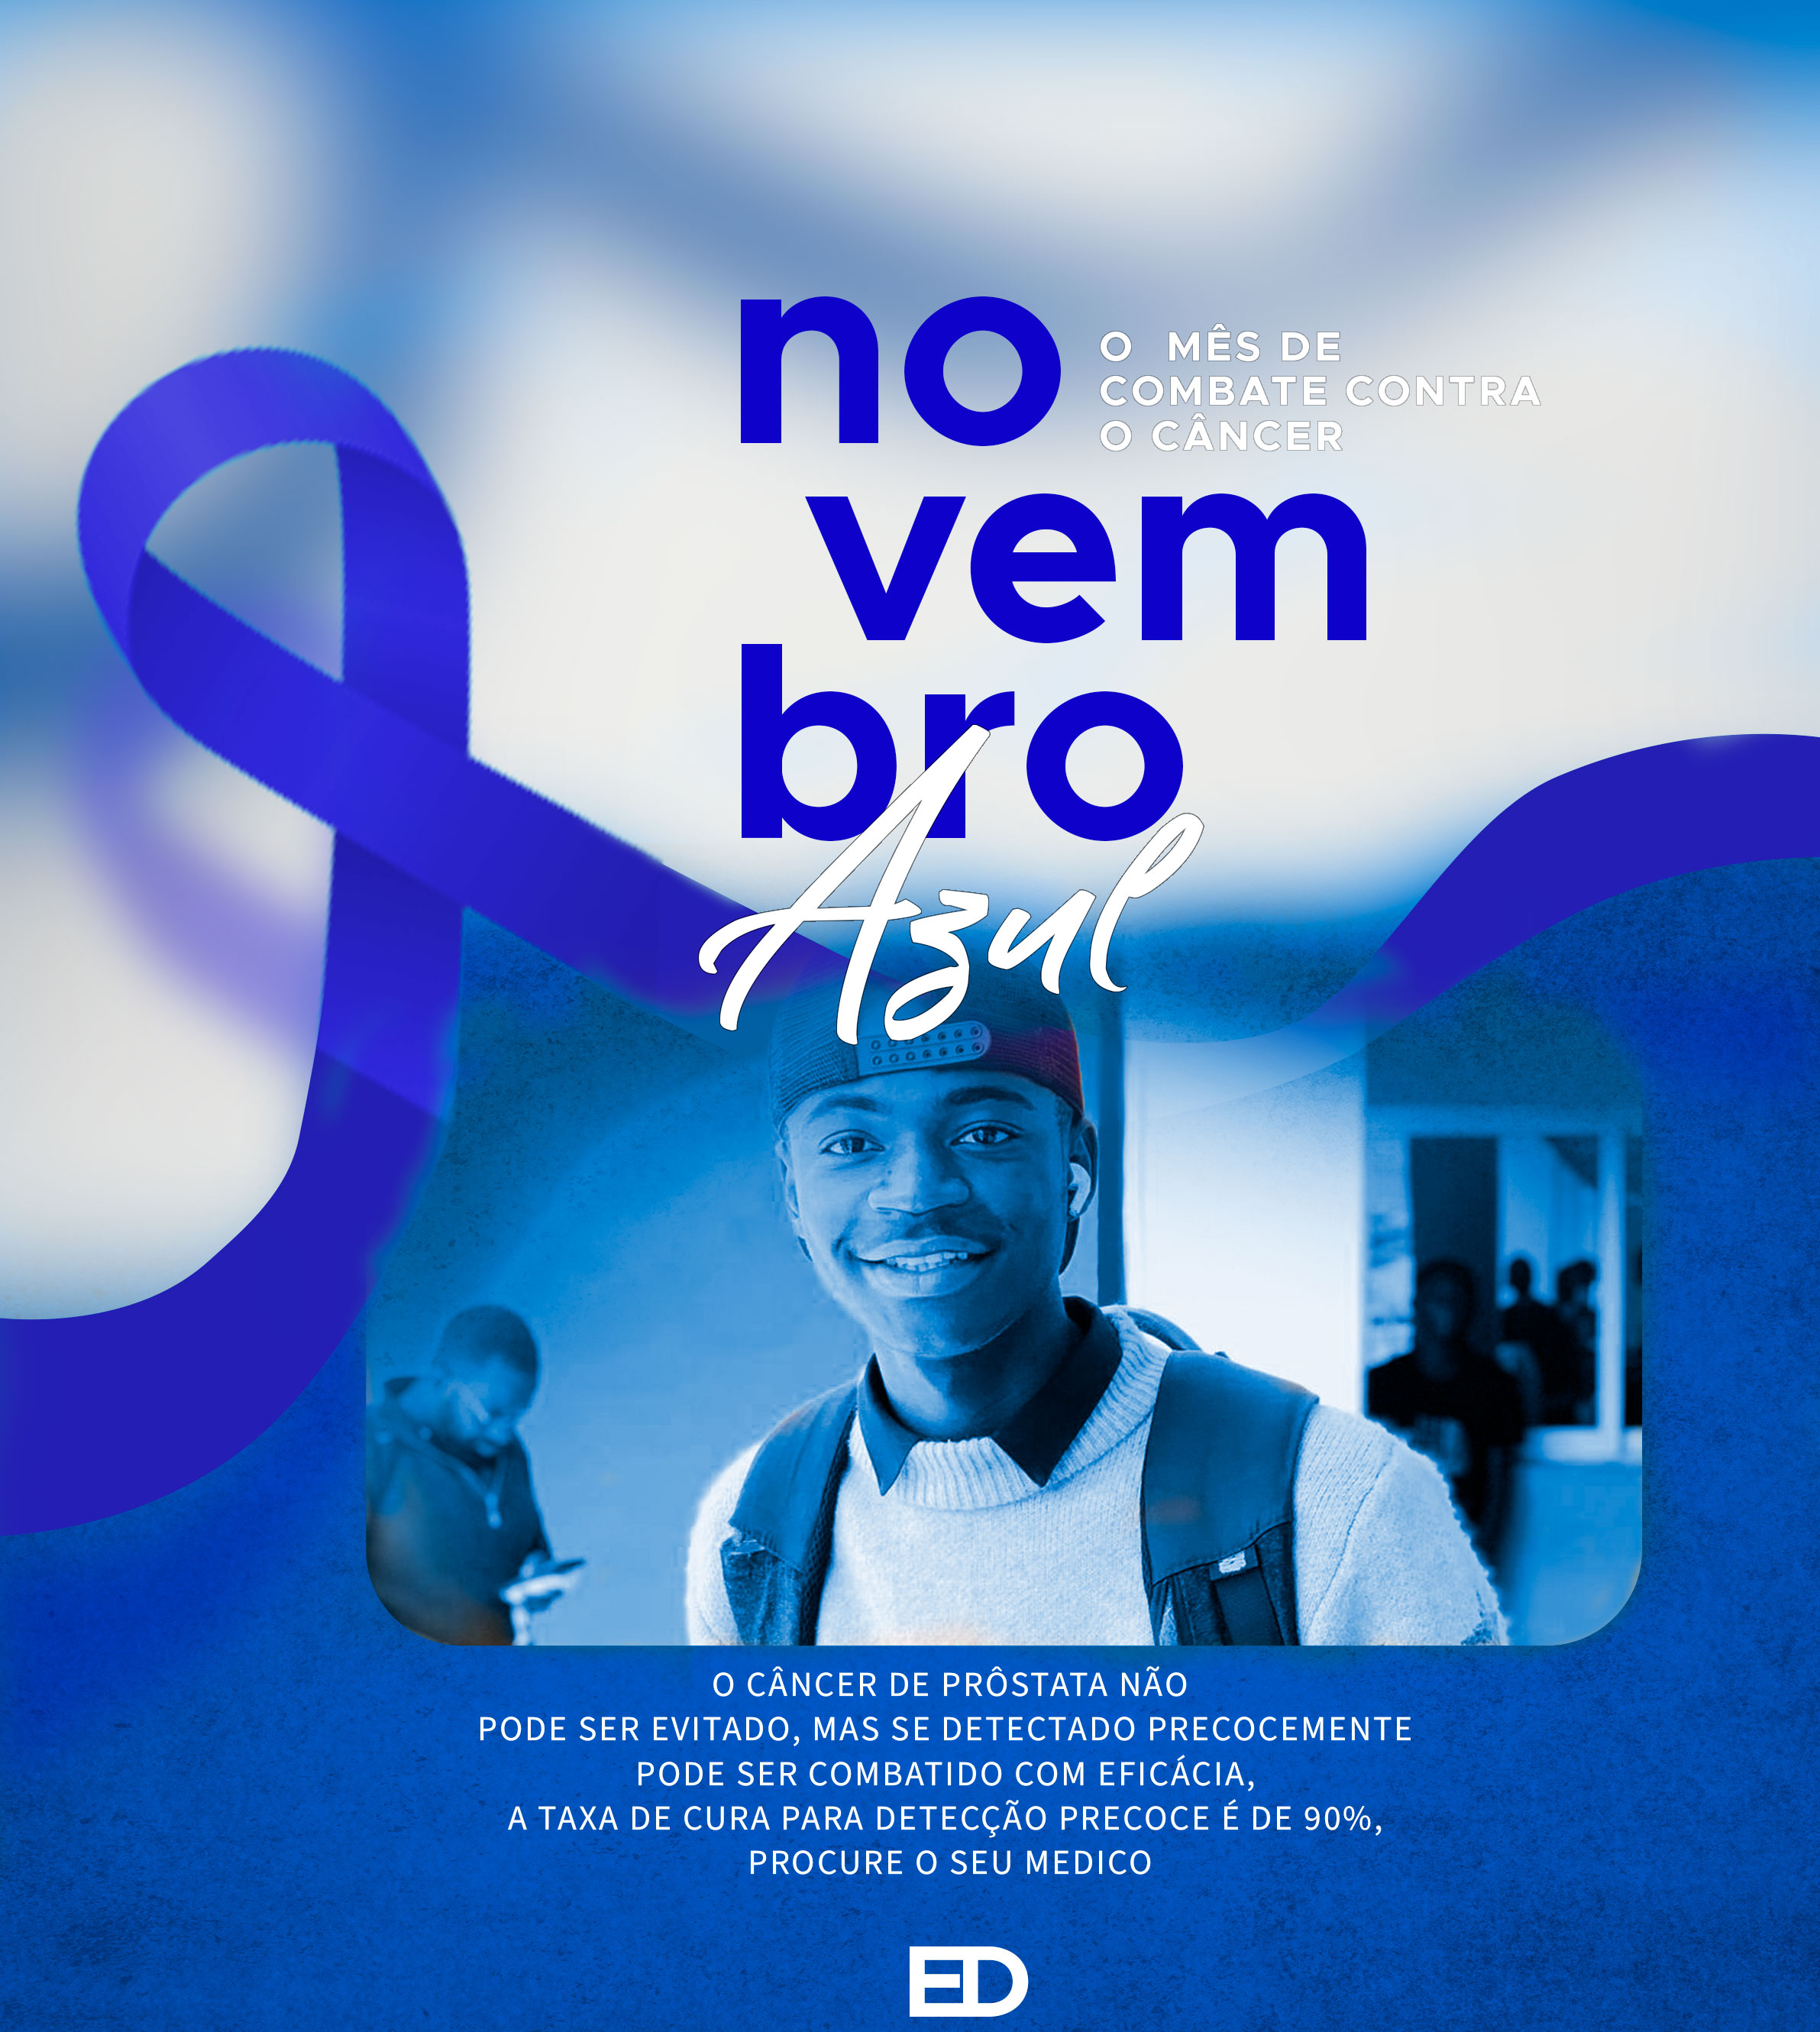 no
O MÊS DE
COMBATE CONTRA
O CÂNCER
vem
bro
Azul
O CÂNCER DE PRÔSTATA NÃO
PODE SER EVITADO, MAS SE DETECTADO PRECOCEMENTE
PODE SER COMBATIDO COM EFICÁCIA,
A TAXA DE CURA PARA DETECÇÃO PRECOCE É DE 90%,
PROCURE O SEU MEDICO
ED